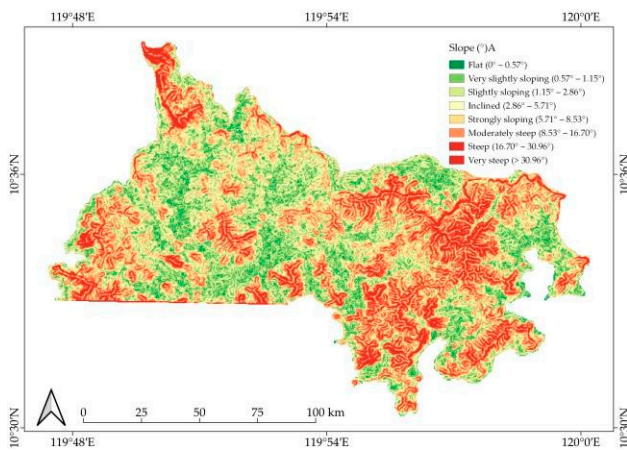 119°48'E 119°54'E 120°0'E
Slope (°)A
Flat (0° – 0.57°)
Very slightly sloping (0.57° – 1.15°)
Slightly sloping (1.15° – 2.86°)
Inclined (2.86° – 5.71°)
Strongly sloping (5.71° – 8.53°)
Moderately steep (8.53° – 16.70°)
Steep (16.70° – 30.96°)
Very steep (> 30.96°)
10°36'N 10°36'N
0 25 50 75 100 km
10°30'N 10°30'N
119°48'E 119°54'E 120°0'E